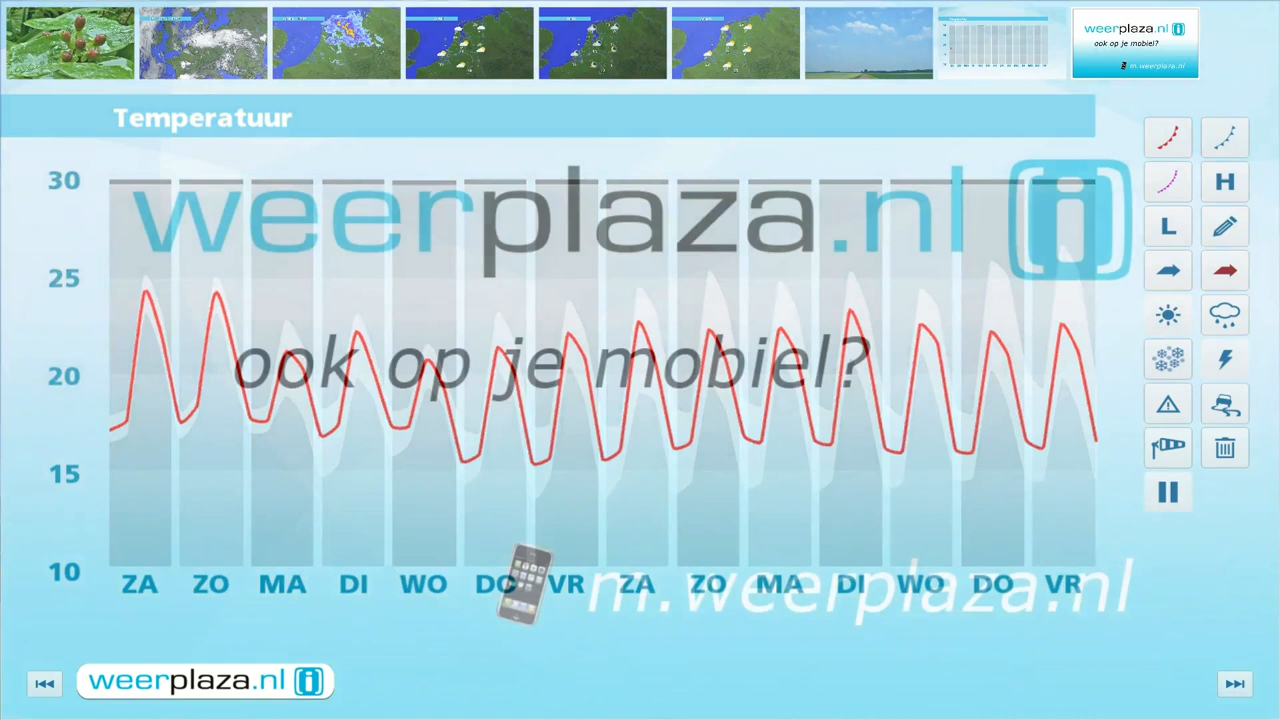 weerplaza.nl [i]
ook op je mobiel?
m.weerplaza.nl
Temperatuur
30
weerplaza.nl [i]
25
ook op je mobiel?
20
15
10
ZA ZO MA DI WO DO VR ZA ZO MA DI WO DO VR
m.weerplaza.nl
weerplaza.nl [i]
H
L